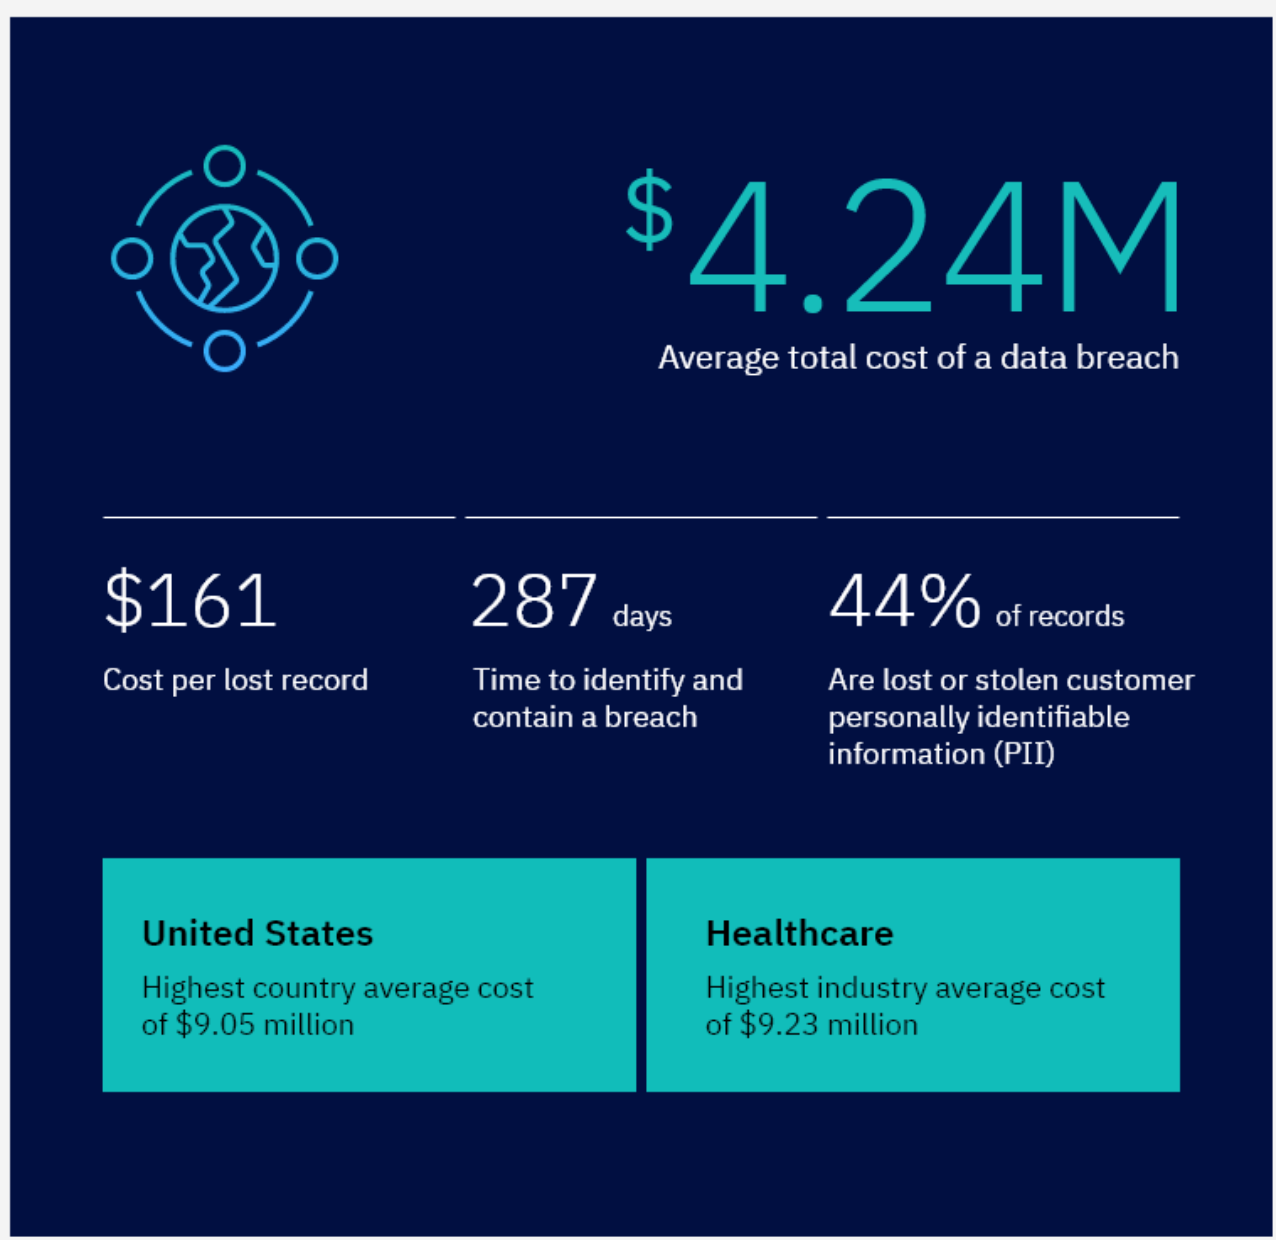 $4.24M
Average total cost of a data breach
$161
Cost per lost record
287 days
Time to identify and
contain a breach
44% of records
Are lost or stolen customer
personally identifiable
information (PII)
United States
Highest country average cost
of $9.05 million
Healthcare
Highest industry average cost
of $9.23 million